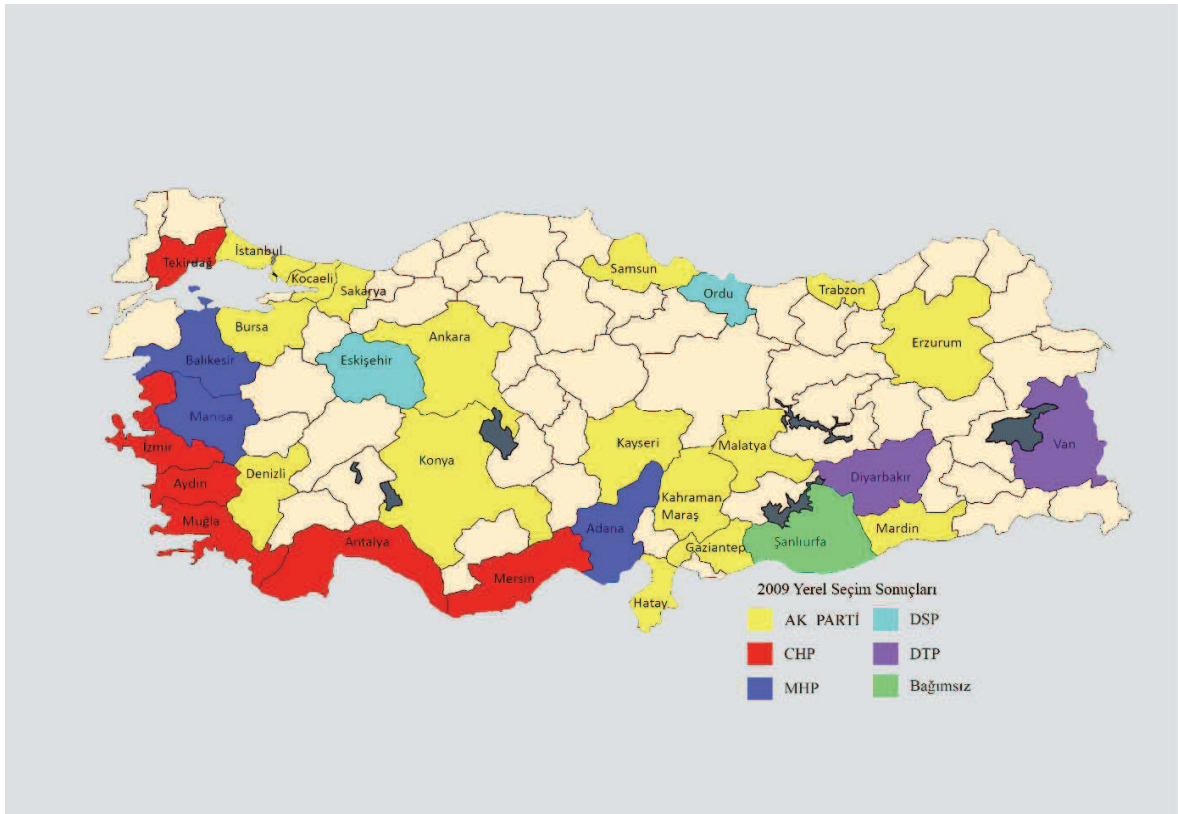 İstanbul
Tekirdağ
Kocaeli
Sakarya
Samsun
Ordu
Trabzon
Bursa
Ankara
Erzurum
Balıkesir
Eskişehir
Manisa
İzmir
Denizli
Konya
Kayseri
Malatya
Van
Aydın
Diyarbakır
Muğla
Kahraman
Maraş
Antalya
Adana
Gaziantep
Şanlıurfa
Mardin
Mersin
Hatay
2009 Yerel Seçim Sonuçları
AK PARTİ
DSP
CHP
DTP
MHP
Bağımsız